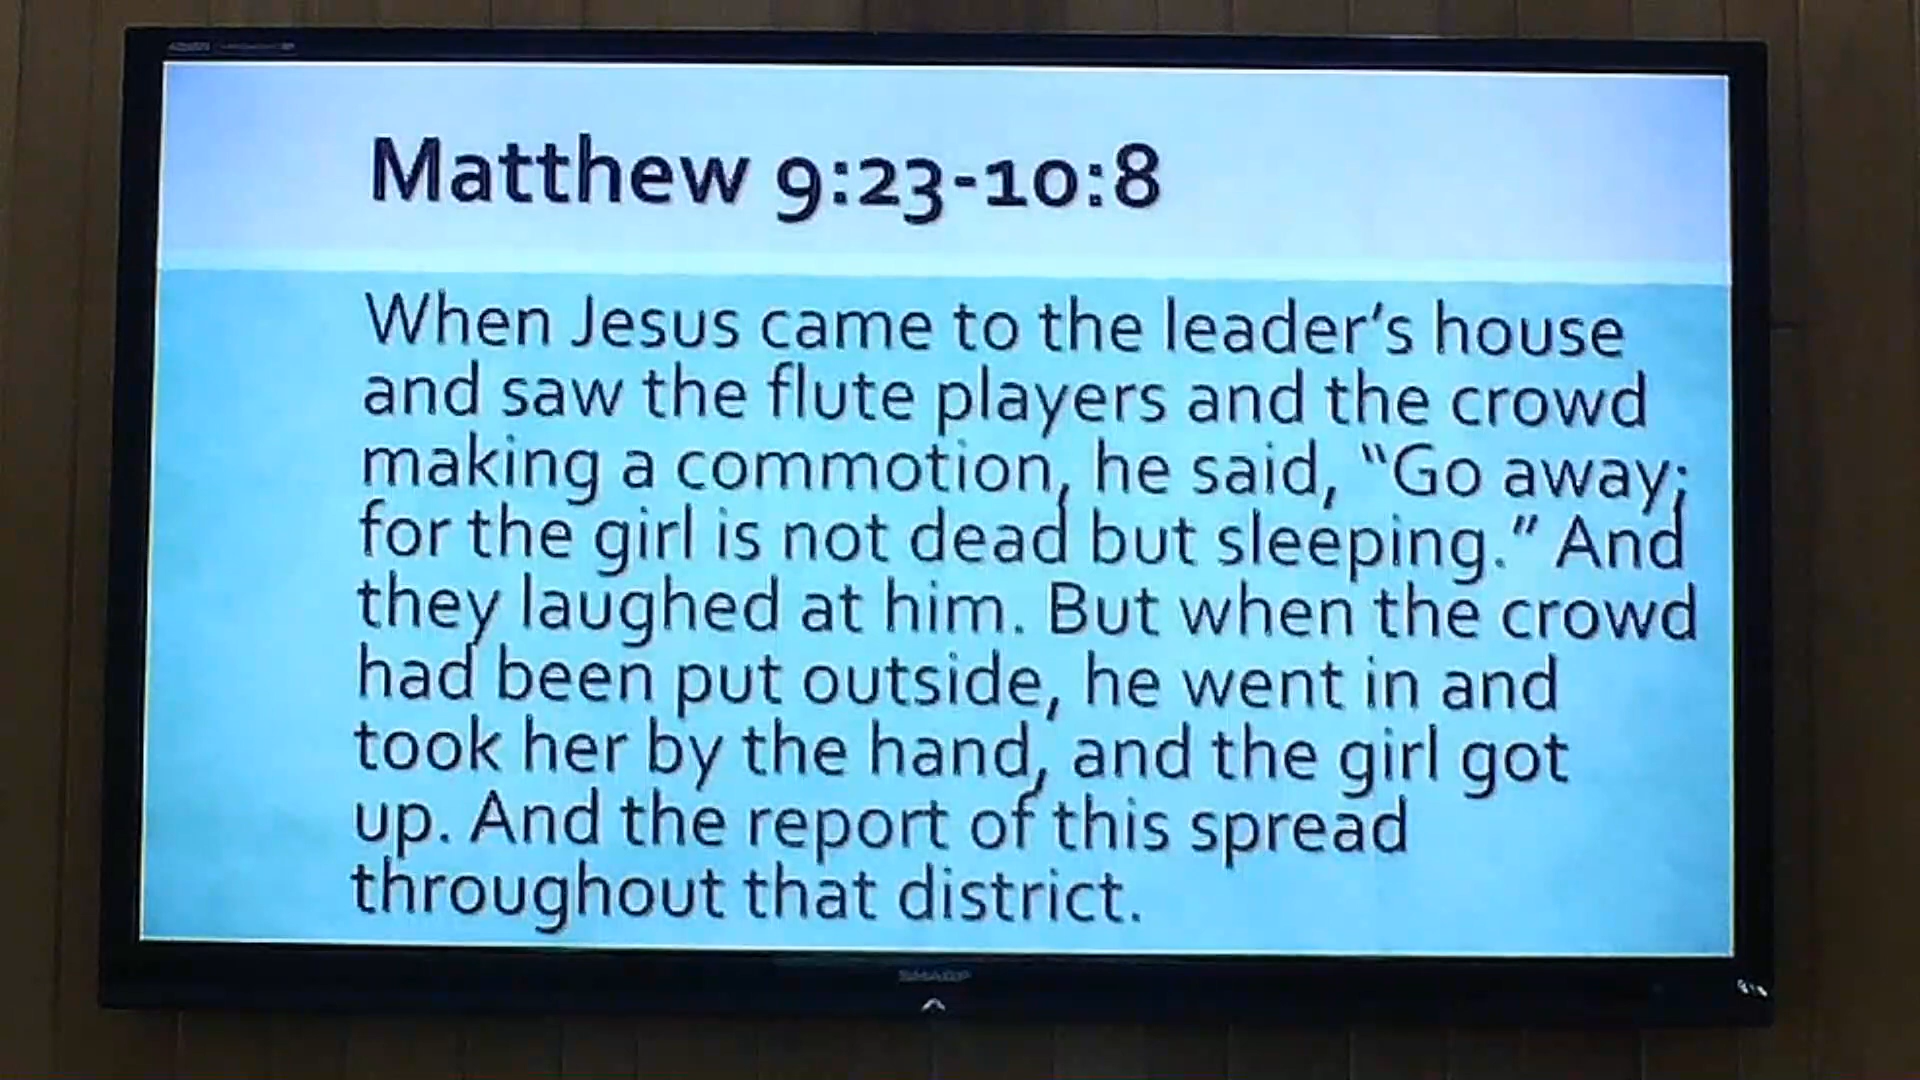 Matthew 9:23-10:8
When Jesus came to the leader’s house
and saw the flute players and the crowd
making a commotion, he said, “Go away;
for the girl is not dead but sleeping.” And
they laughed at him. But when the crowd
had been put outside, he went in and
took her by the hand, and the girl got
up. And the report of this spread
throughout that district.
SHARP